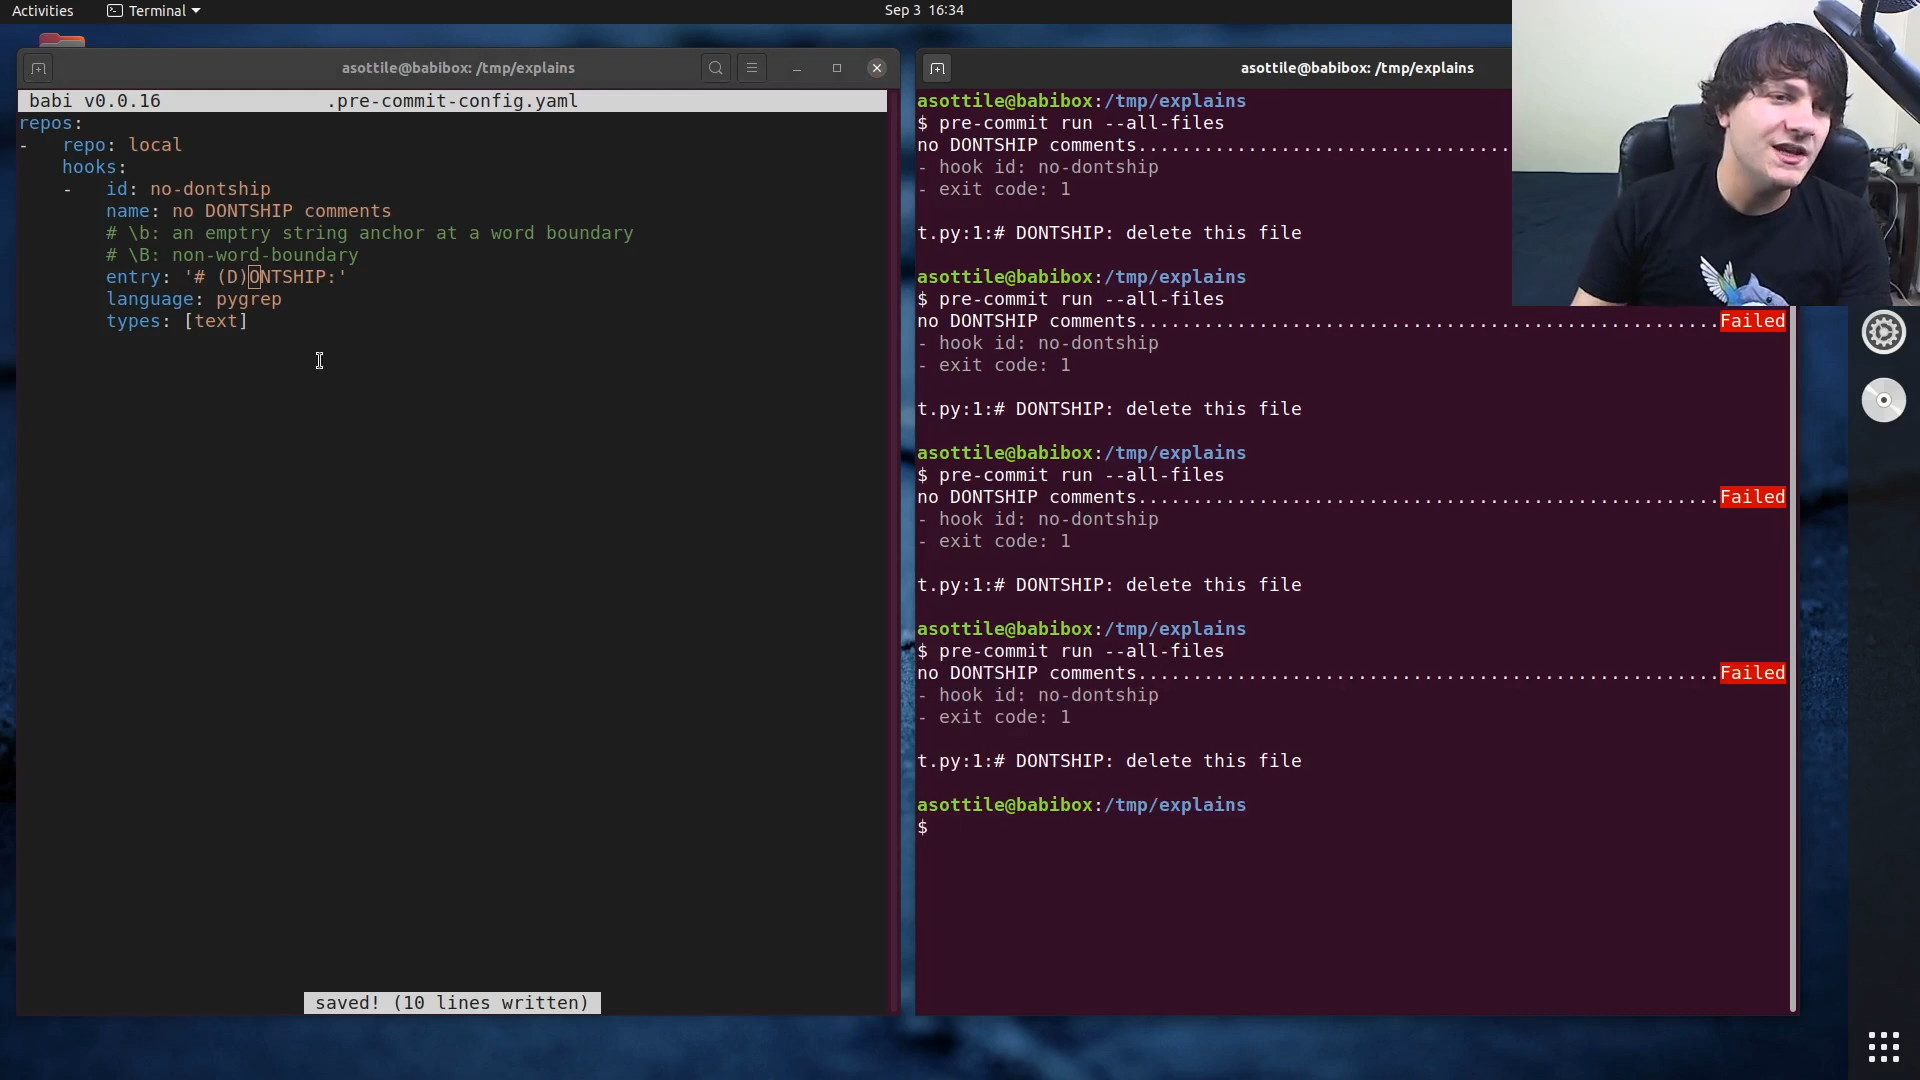 Activities
Terminal
Sep 3 16:34
asottile@babibox: /tmp/explains
babi v0.0.16 .pre-commit-config.yaml
repos:
- repo: local
hooks:
- id: no-dontship
name: no DONTSHIP comments
# \b: an emptry string anchor at a word boundary
# \B: non-word-boundary
entry: '# (D)ONTSHIP:'
language: pygrep
types: [text]
saved! (10 lines written)
asottile@babibox: /tmp/explains
asottile@babibox:/tmp/explains
$ pre-commit run --all-files
no DONTSHIP comments......................................
- hook id: no-dontship
- exit code: 1
t.py:1:# DONTSHIP: delete this file
asottile@babibox:/tmp/explains
$ pre-commit run --all-files
no DONTSHIP comments.....................................................Failed
- hook id: no-dontship
- exit code: 1
t.py:1:# DONTSHIP: delete this file
asottile@babibox:/tmp/explains
$ pre-commit run --all-files
no DONTSHIP comments.....................................................Failed
- hook id: no-dontship
- exit code: 1
t.py:1:# DONTSHIP: delete this file
asottile@babibox:/tmp/explains
$ pre-commit run --all-files
no DONTSHIP comments.....................................................Failed
- hook id: no-dontship
- exit code: 1
t.py:1:# DONTSHIP: delete this file
asottile@babibox:/tmp/explains
$